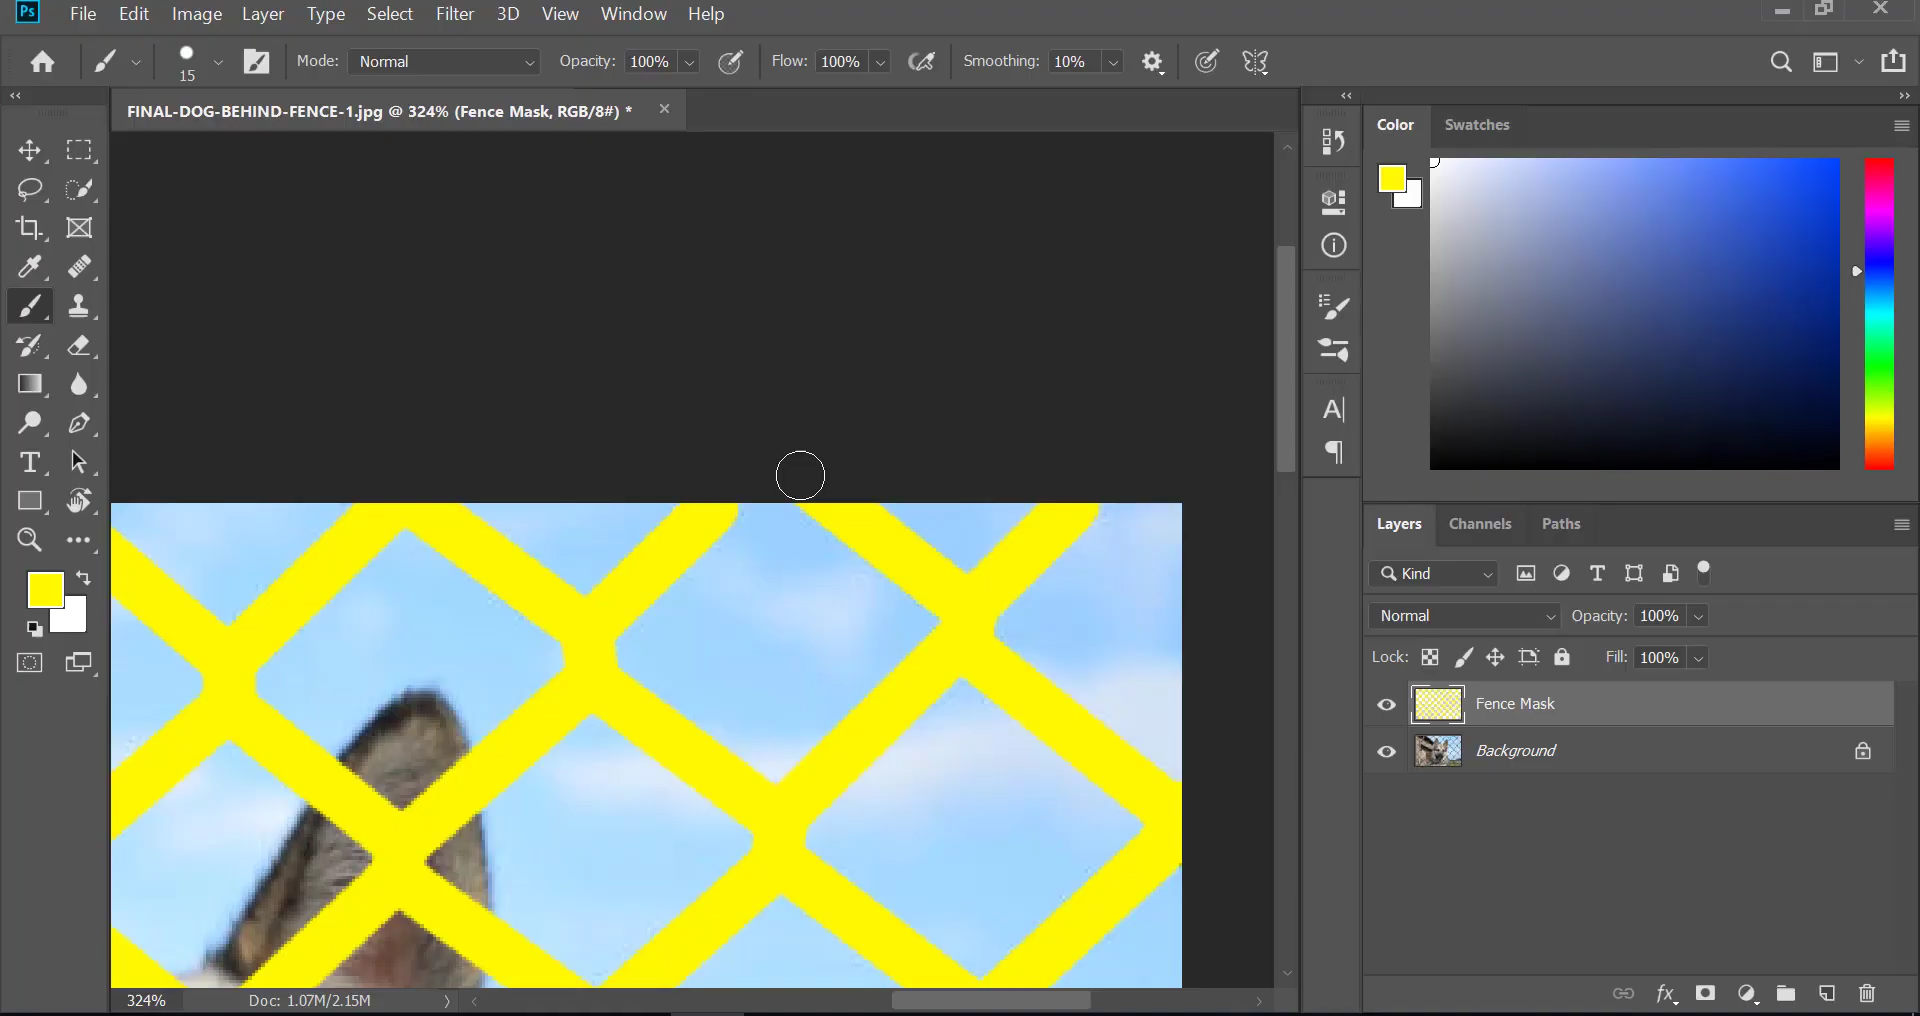 Ps File Edit Image Layer Type Select Filter 3D View Window Help
15 Mode: Normal Opacity: 100% Flow: 100% Smoothing: 10%
FINAL-DOG-BEHIND-FENCE-1.jpg @ 324% (Fence Mask, RGB/8#) *
Color Swatches
Layers Channels Paths
Kind
Normal Opacity: 100%
Lock: Fill: 100%
Fence Mask
Background
324% Doc: 1.07M/2.15M
fx